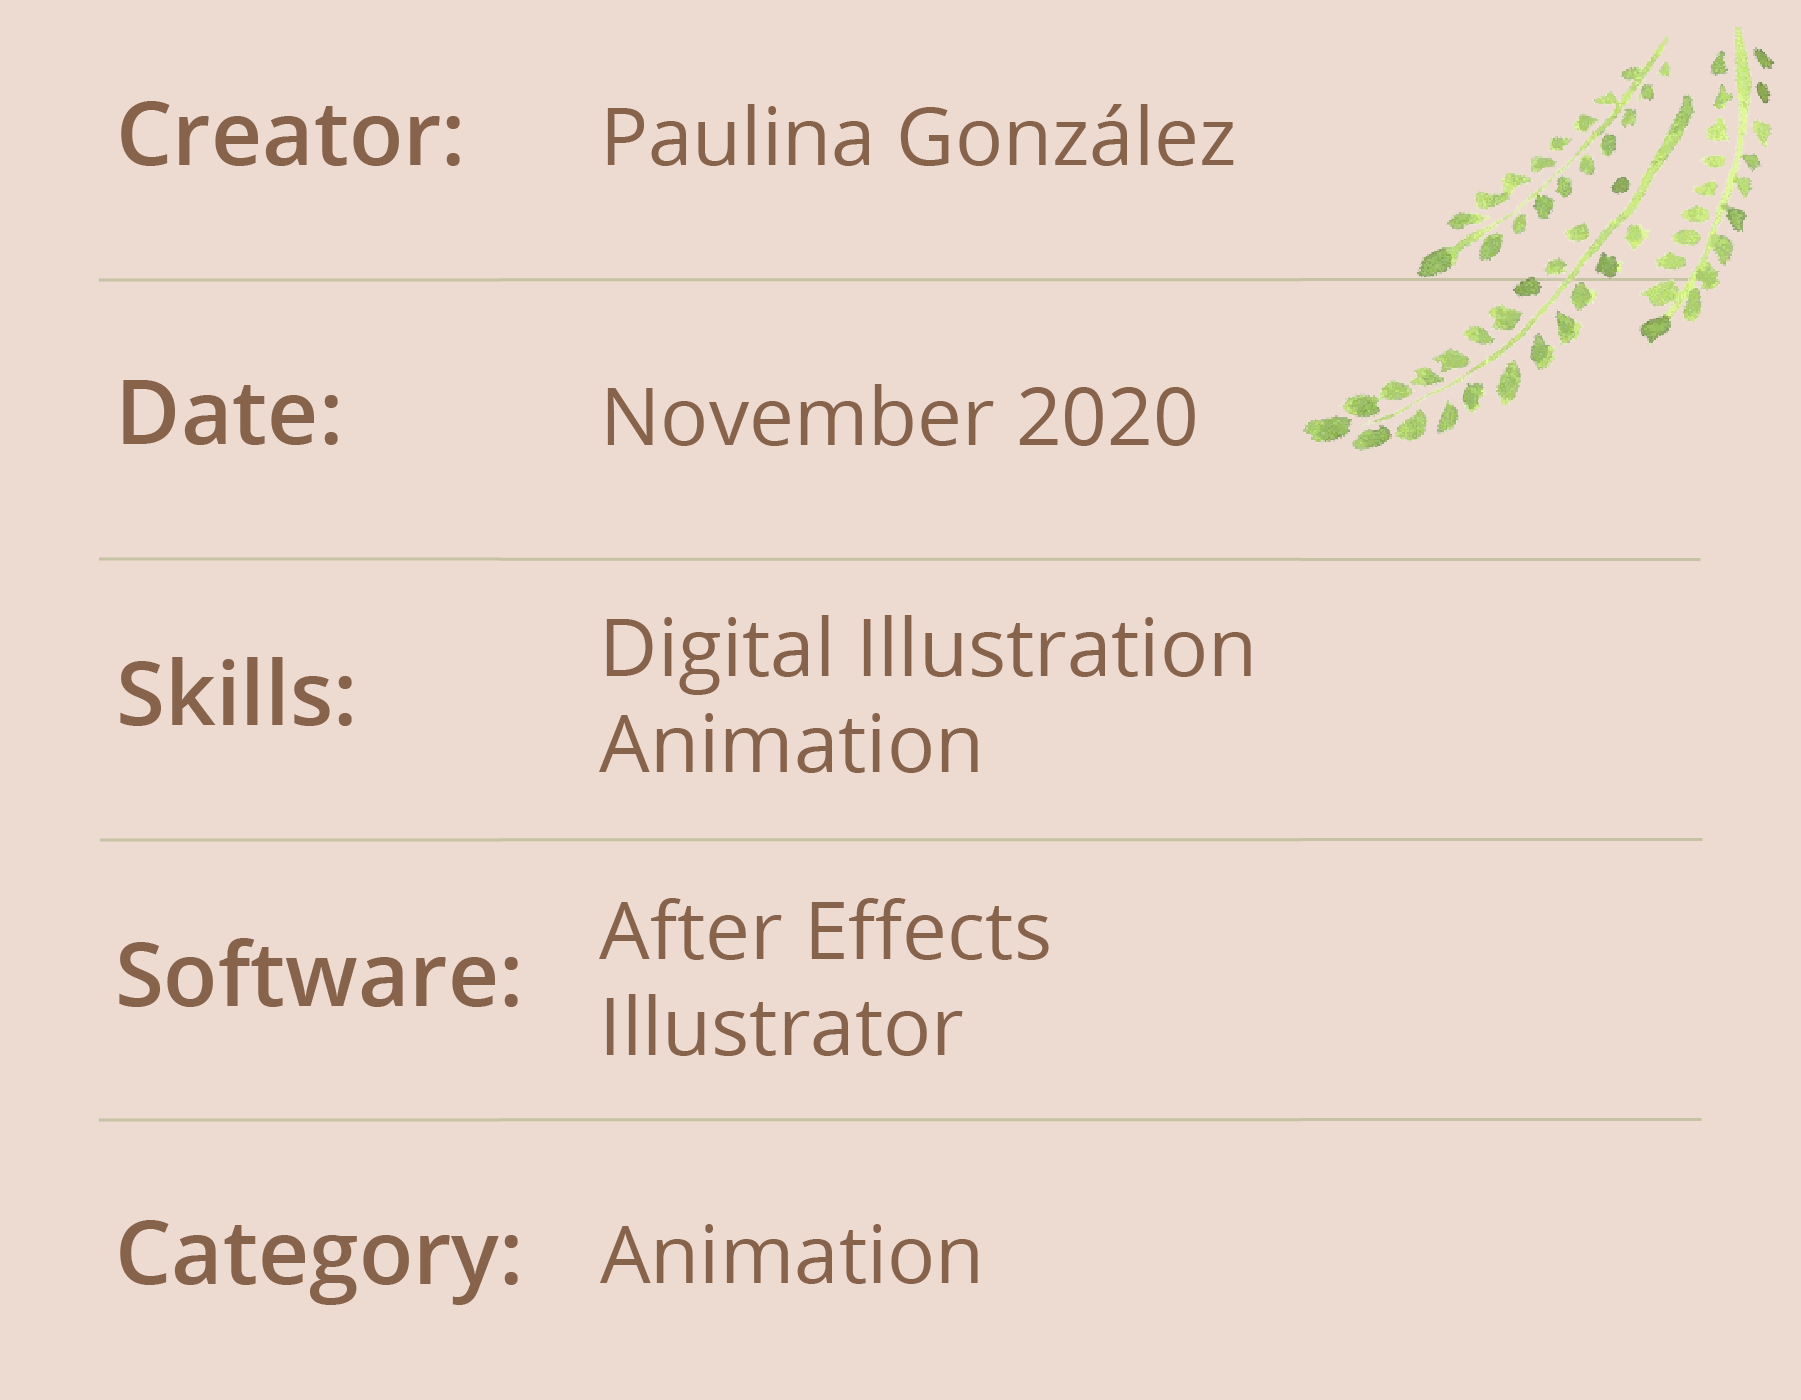 Creator: Paulina González
Date: November 2020
Skills: Digital Illustration
Animation
Software: After Effects
Illustrator
Category: Animation